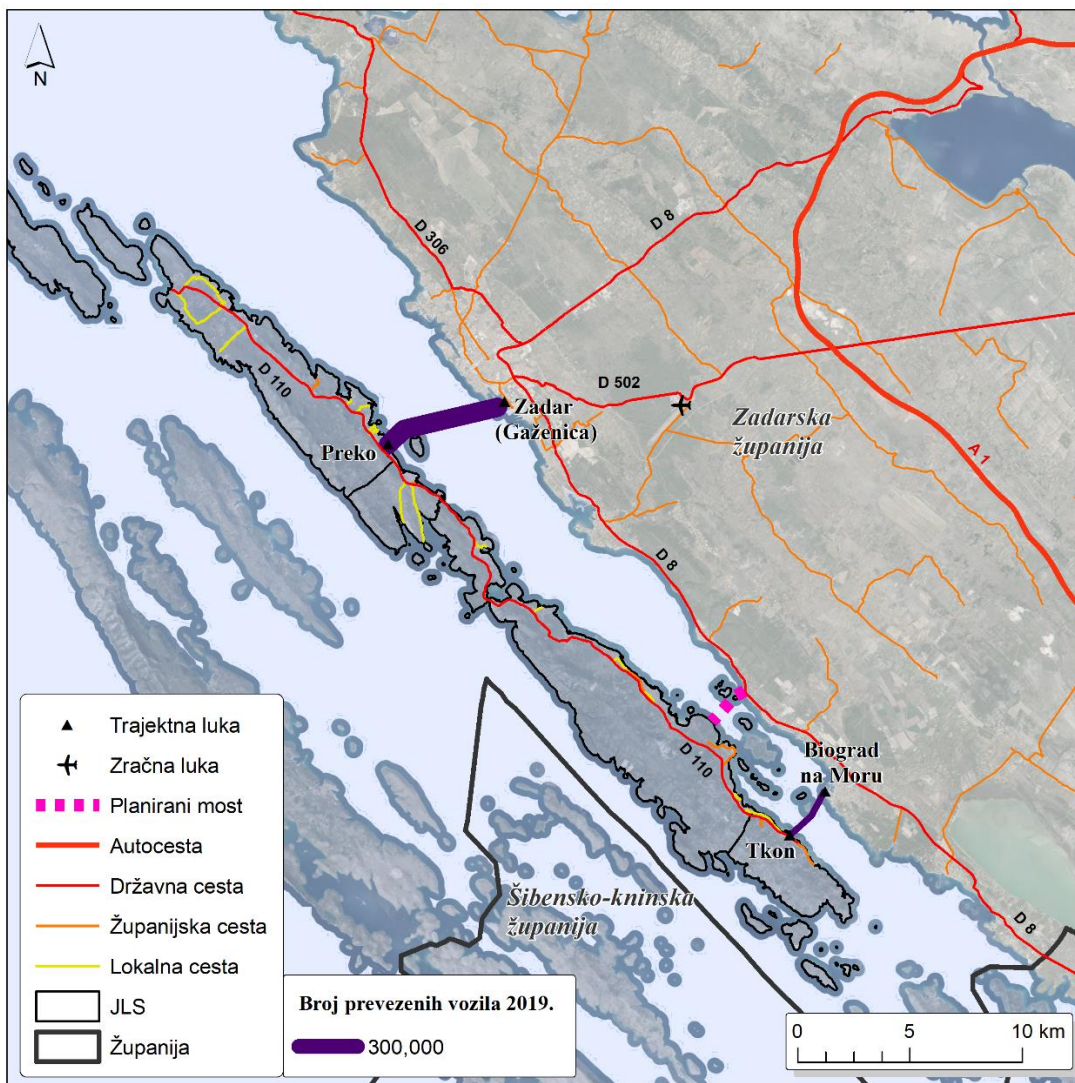 N
D 306
D 8
D 110
D 502
Zadar
(Gaženica)
Preko
Zadarska
županija
A 1
D 8
D 110
Biograd
na Moru
Tkon
Šibensko-kninska
županija
D 8
Trajektna luka
Zračna luka
Planirani most
Autocesta
Državna cesta
Županijska cesta
Lokalna cesta
JLS
Županija
Broj prevezenih vozila 2019.
300,000
0 5 10 km